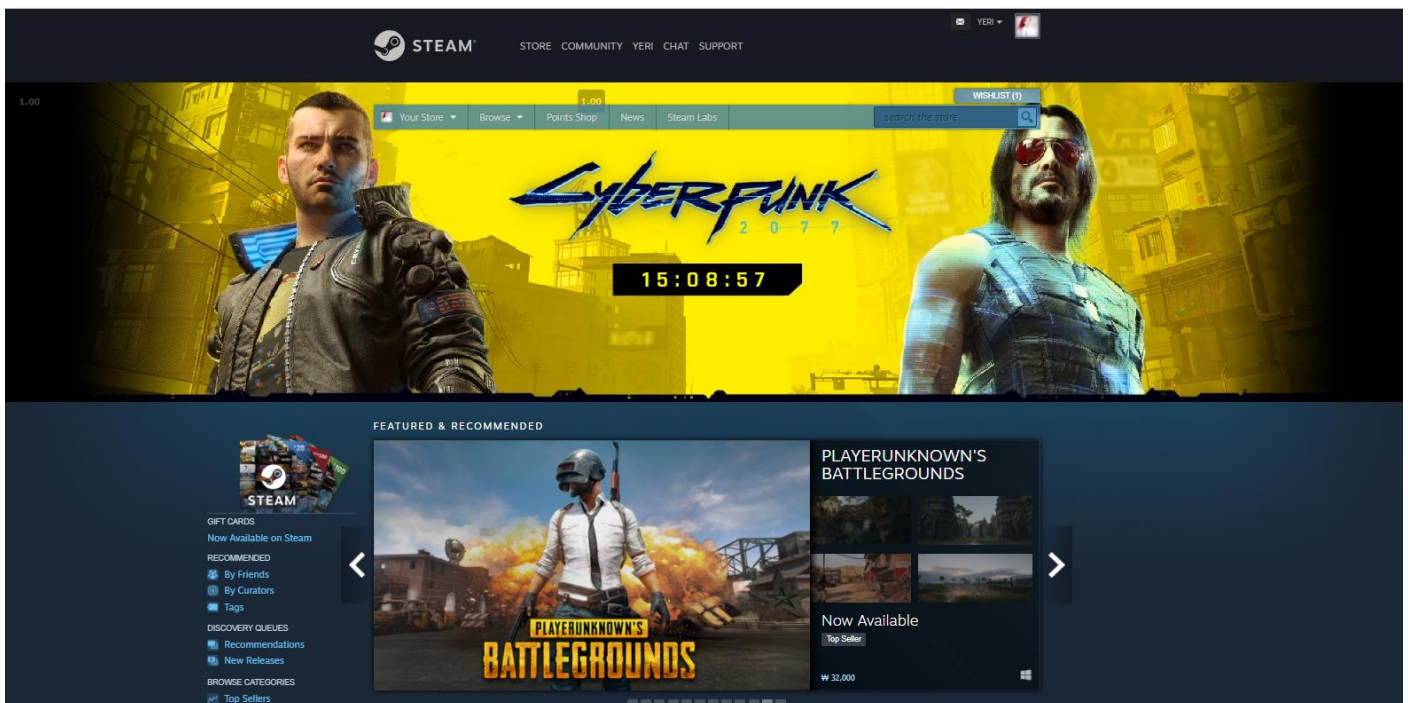 YERI
STEAM
STORE COMMUNITY YERI CHAT SUPPORT
WISHLIST (1)
1.00
1.00
Your Store Browse Points Shop News Steam Labs search the store
CYBERPUNK
2077
15:08:57
FEATURED & RECOMMENDED
STEAM
GIFT CARDS
Now Available on Steam
RECOMMENDED
By Friends
By Curators
Tags
DISCOVERY QUEUES
Recommendations
New Releases
BROWSE CATEGORIES
Top Sellers
PLAYERUNKNOWN'S
BATTLEGROUNDS
PLAYERUNKNOWN'S
BATTLEGROUNDS
Now Available
Top Seller
₩ 32,000